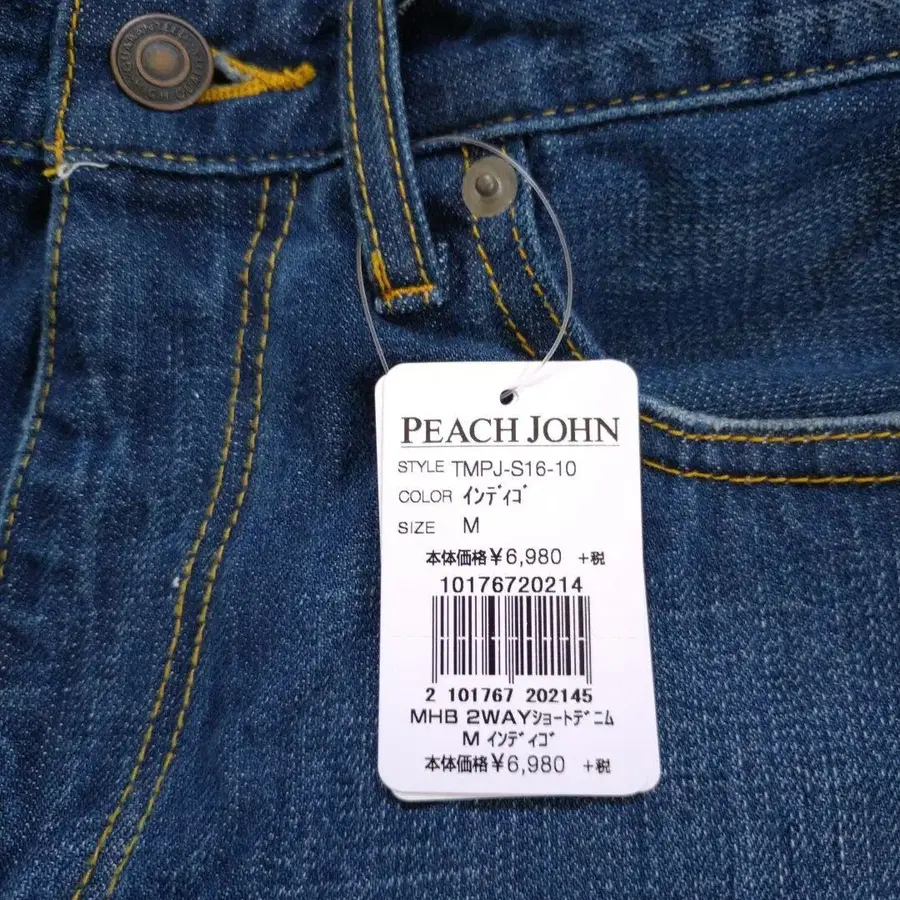 PEACH JOHN
STYLE TMPJ-S16-10
COLOR ｲﾝﾃﾞｨｺﾞ
SIZE M
本体価格￥6,980 +税
10176720214
2 101767 202145
MHB 2WAYｼｮｰﾄﾃﾞﾆﾑ
M ｲﾝﾃﾞｨｺﾞ
本体価格￥6,980 +税